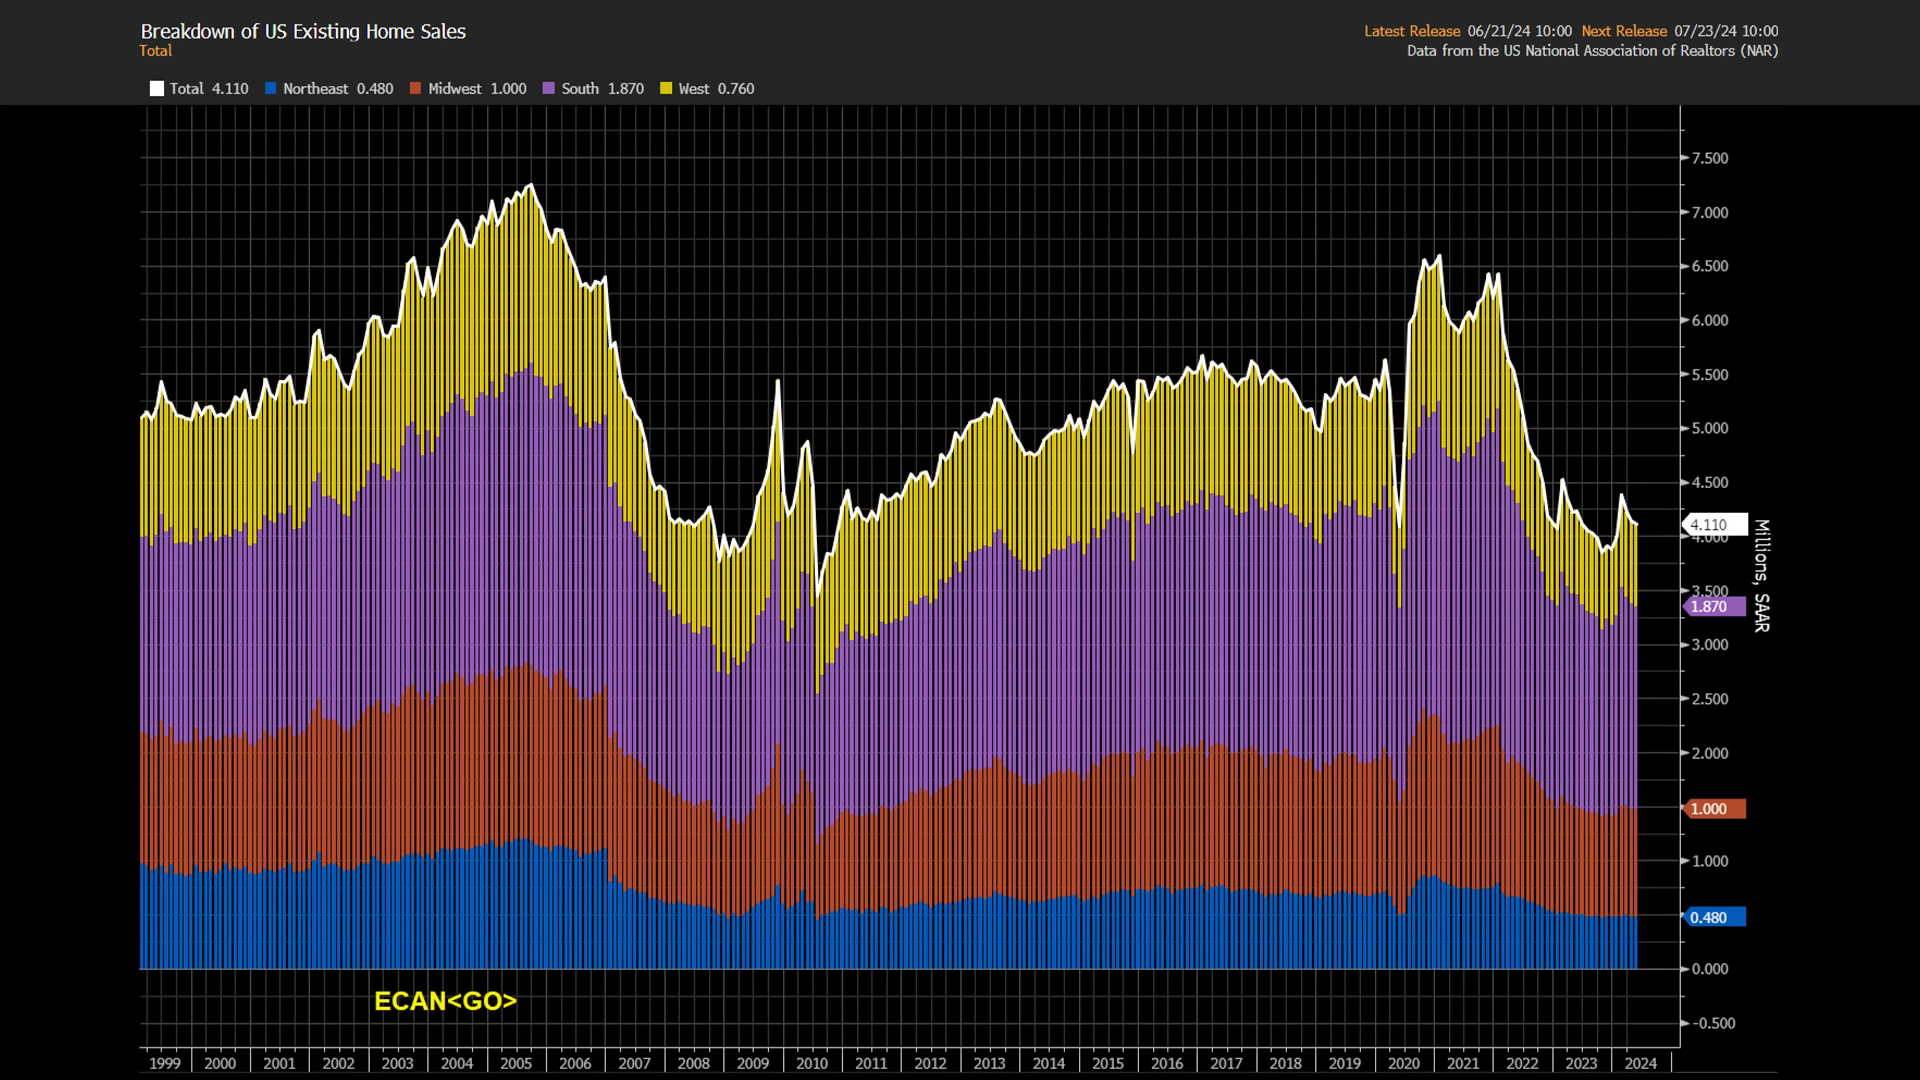 Breakdown of US Existing Home Sales
Total
Latest Release 06/21/24 10:00 Next Release 07/23/24 10:00
Data from the US National Association of Realtors (NAR)
Total 4.110 Northeast 0.480 Midwest 1.000 South 1.870 West 0.760
7.500
7.000
6.500
6.000
5.500
5.000
4.500
4.110
4.000
3.500
1.870
3.000
2.500
2.000
1.000
1.000
0.480
0.000
-0.500
Millions, SAAR
ECAN<GO>
1999 2000 2001 2002 2003 2004 2005 2006 2007 2008 2009 2010 2011 2012 2013 2014 2015 2016 2017 2018 2019 2020 2021 2022 2023 2024